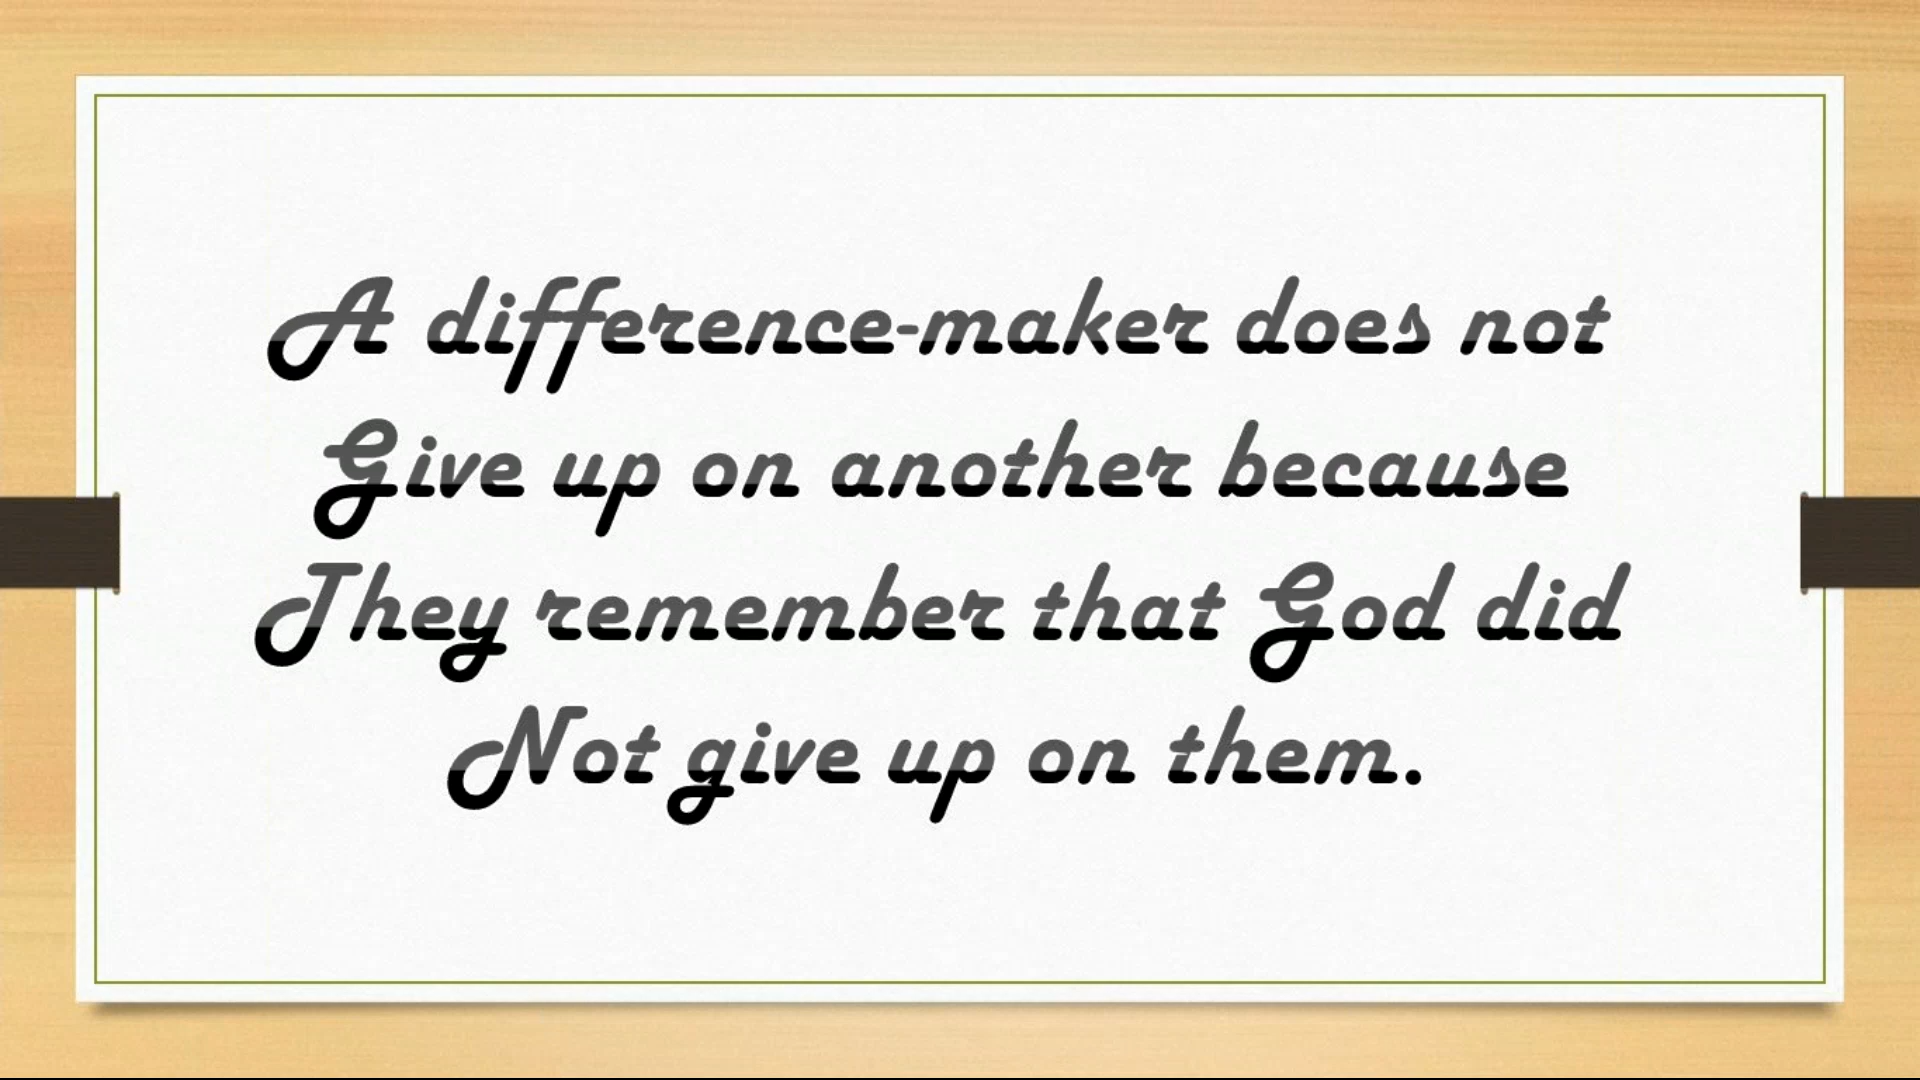 A difference-maker does not
Give up on another because
They remember that God did
Not give up on them.